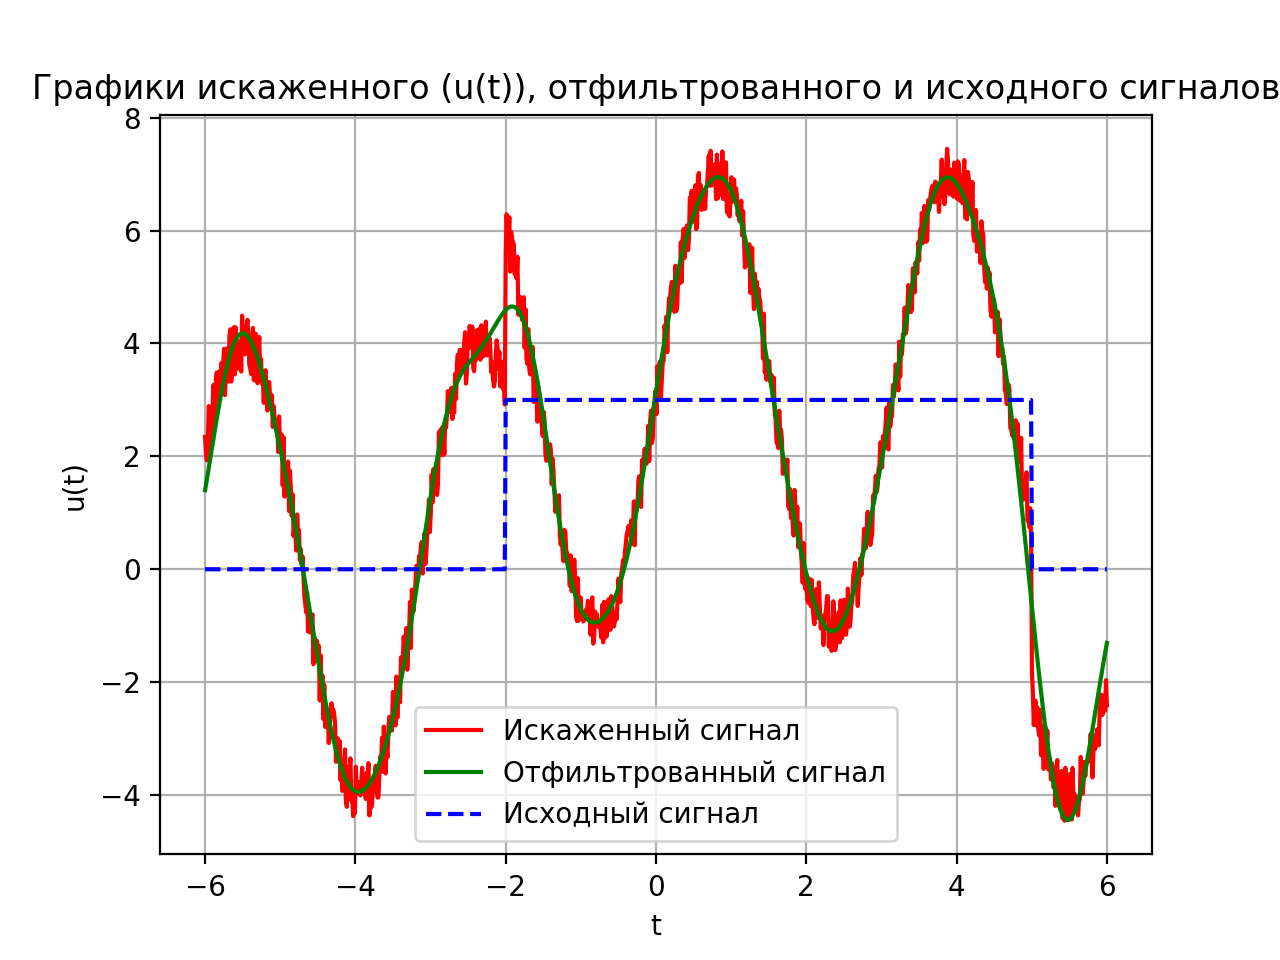 Графики искаженного (u(t)), отфильтрованного и исходного сигналов
8
6
4
2
0
−2
−4
u(t)
Искаженный сигнал
Отфильтрованный сигнал
Исходный сигнал
−6 −4 −2 0 2 4 6
t